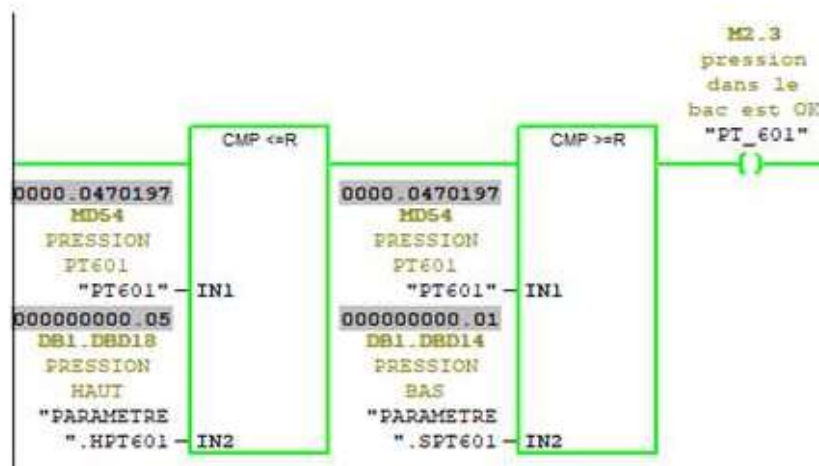 M2.3
pression
dans le
bac est OK
"PT_601"
CMP <=R
0000.0470197
MD54
PRESSION
PT601
"PT601"
IN1
000000000.05
DB1.DBD18
PRESSION
HAUT
"PARAMETRE
".HPT601
IN2
CMP >=R
0000.0470197
MD54
PRESSION
PT601
"PT601"
IN1
000000000.01
DB1.DBD14
PRESSION
BAS
"PARAMETRE
".SPT601
IN2